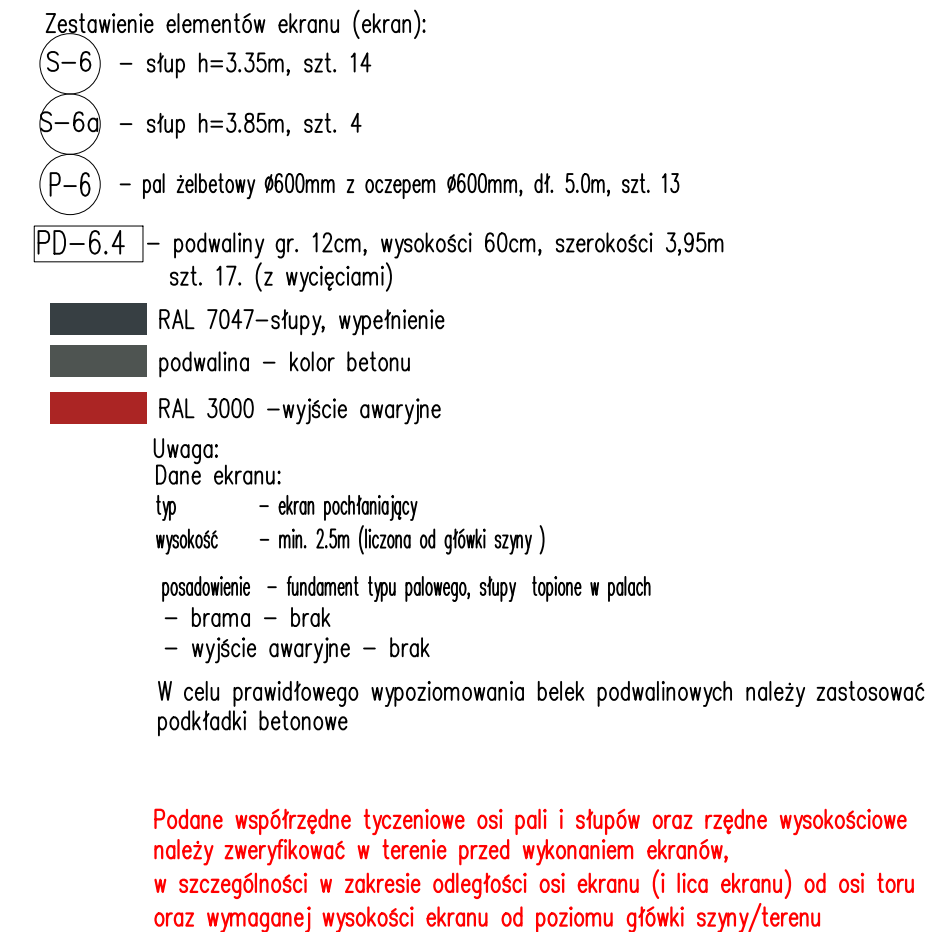 Zestawienie elementów ekranu (ekran):
S-6 - słup h=3.35m, szt. 14
S-6a - słup h=3.85m, szt. 4
P-6 - pal żelbetowy Ø600mm z oczepem Ø600mm, dł. 5.0m, szt. 13
PD-6.4 - podwaliny gr. 12cm, wysokości 60cm, szerokości 3,95m
szt. 17. (z wycięciami)
RAL 7047-słupy, wypełnienie
podwalina - kolor betonu
RAL 3000 -wyjście awaryjne
Uwaga:
Dane ekranu:
typ - ekran pochłaniający
wysokość - min. 2.5m (liczona od główki szyny )
posadowienie - fundament typu palowego, słupy topione w palach
- brama - brak
- wyjście awaryjne - brak
W celu prawidłowego wypoziomowania belek podwalinowych należy zastosować
podkładki betonowe
Podane współrzędne tyczeniowe osi pali i słupów oraz rzędne wysokościowe
należy zweryfikować w terenie przed wykonaniem ekranów,
w szczególności w zakresie odległości osi ekranu (i lica ekranu) od osi toru
oraz wymaganej wysokości ekranu od poziomu główki szyny/terenu